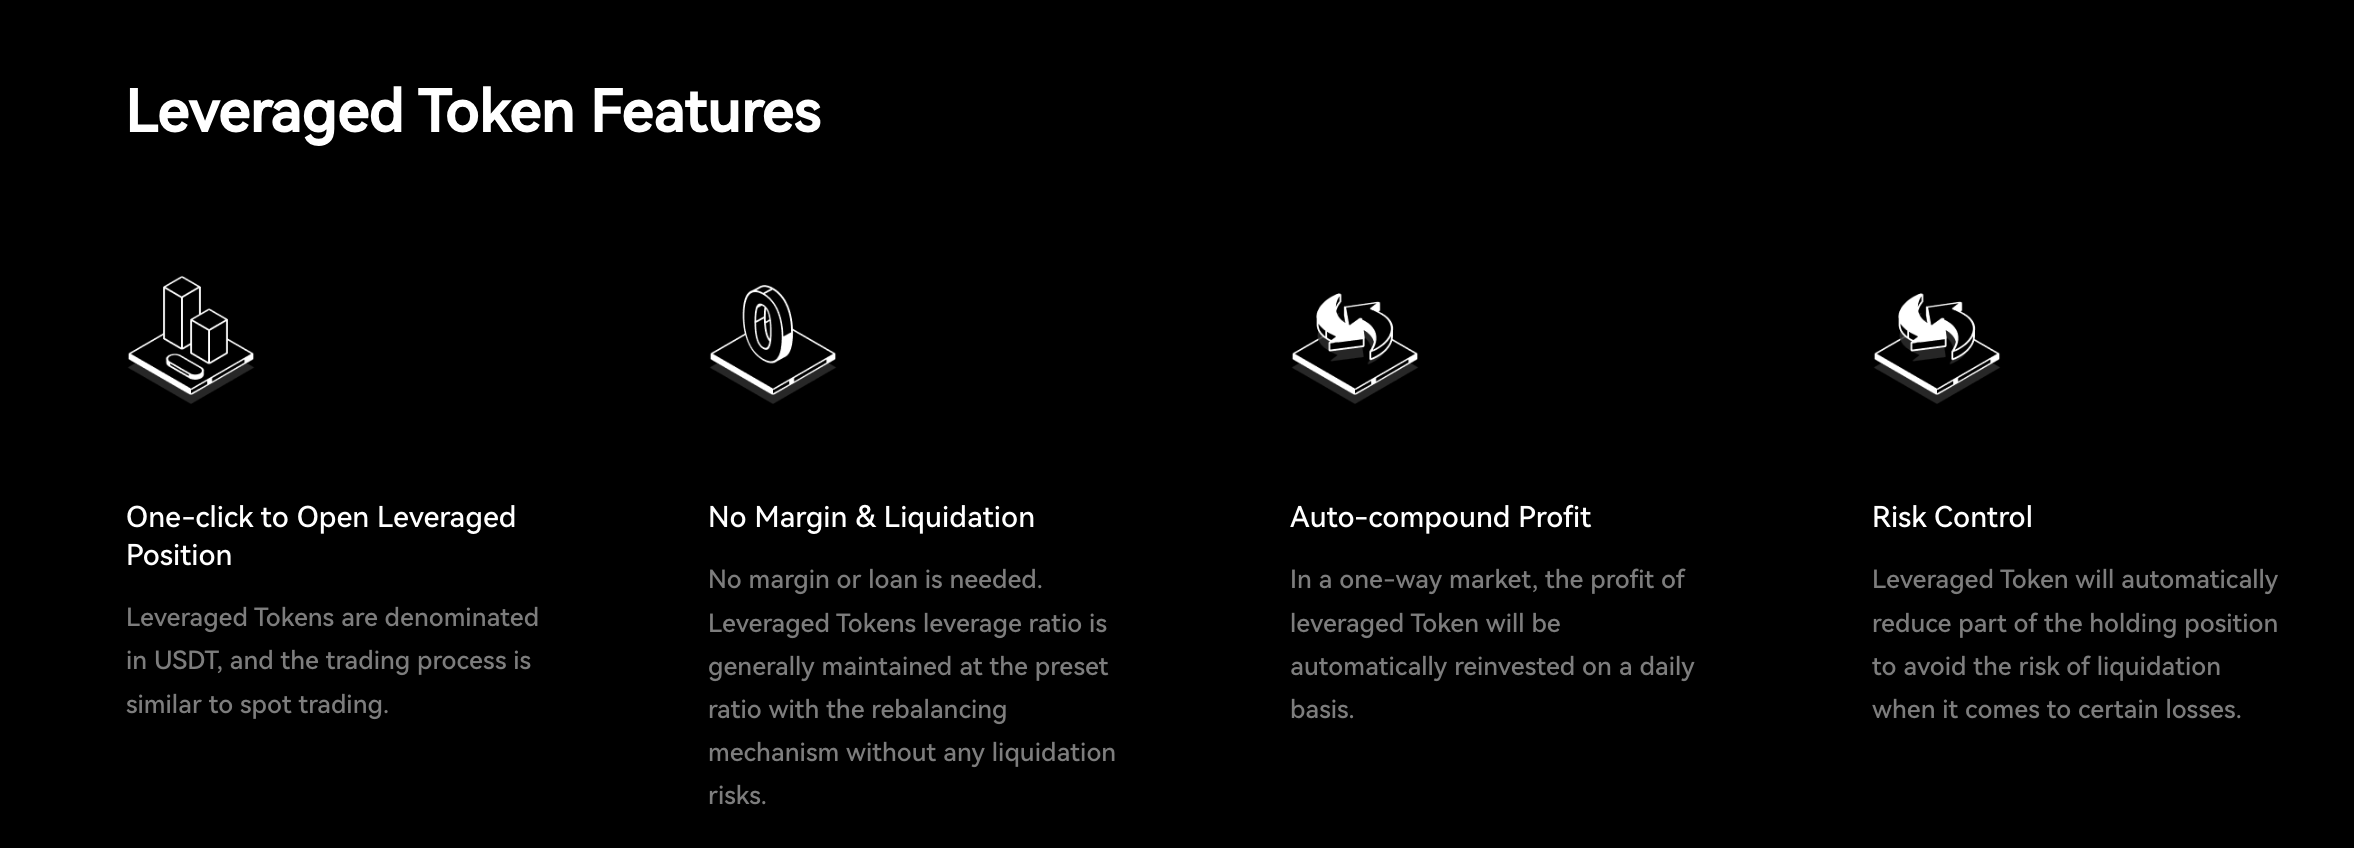 Leveraged Token Features
One-click to Open Leveraged
Position
Leveraged Tokens are denominated
in USDT, and the trading process is
similar to spot trading.
No Margin & Liquidation
No margin or loan is needed.
Leveraged Tokens leverage ratio is
generally maintained at the preset
ratio with the rebalancing
mechanism without any liquidation
risks.
Auto-compound Profit
In a one-way market, the profit of
leveraged Token will be
automatically reinvested on a daily
basis.
Risk Control
Leveraged Token will automatically
reduce part of the holding position
to avoid the risk of liquidation
when it comes to certain losses.